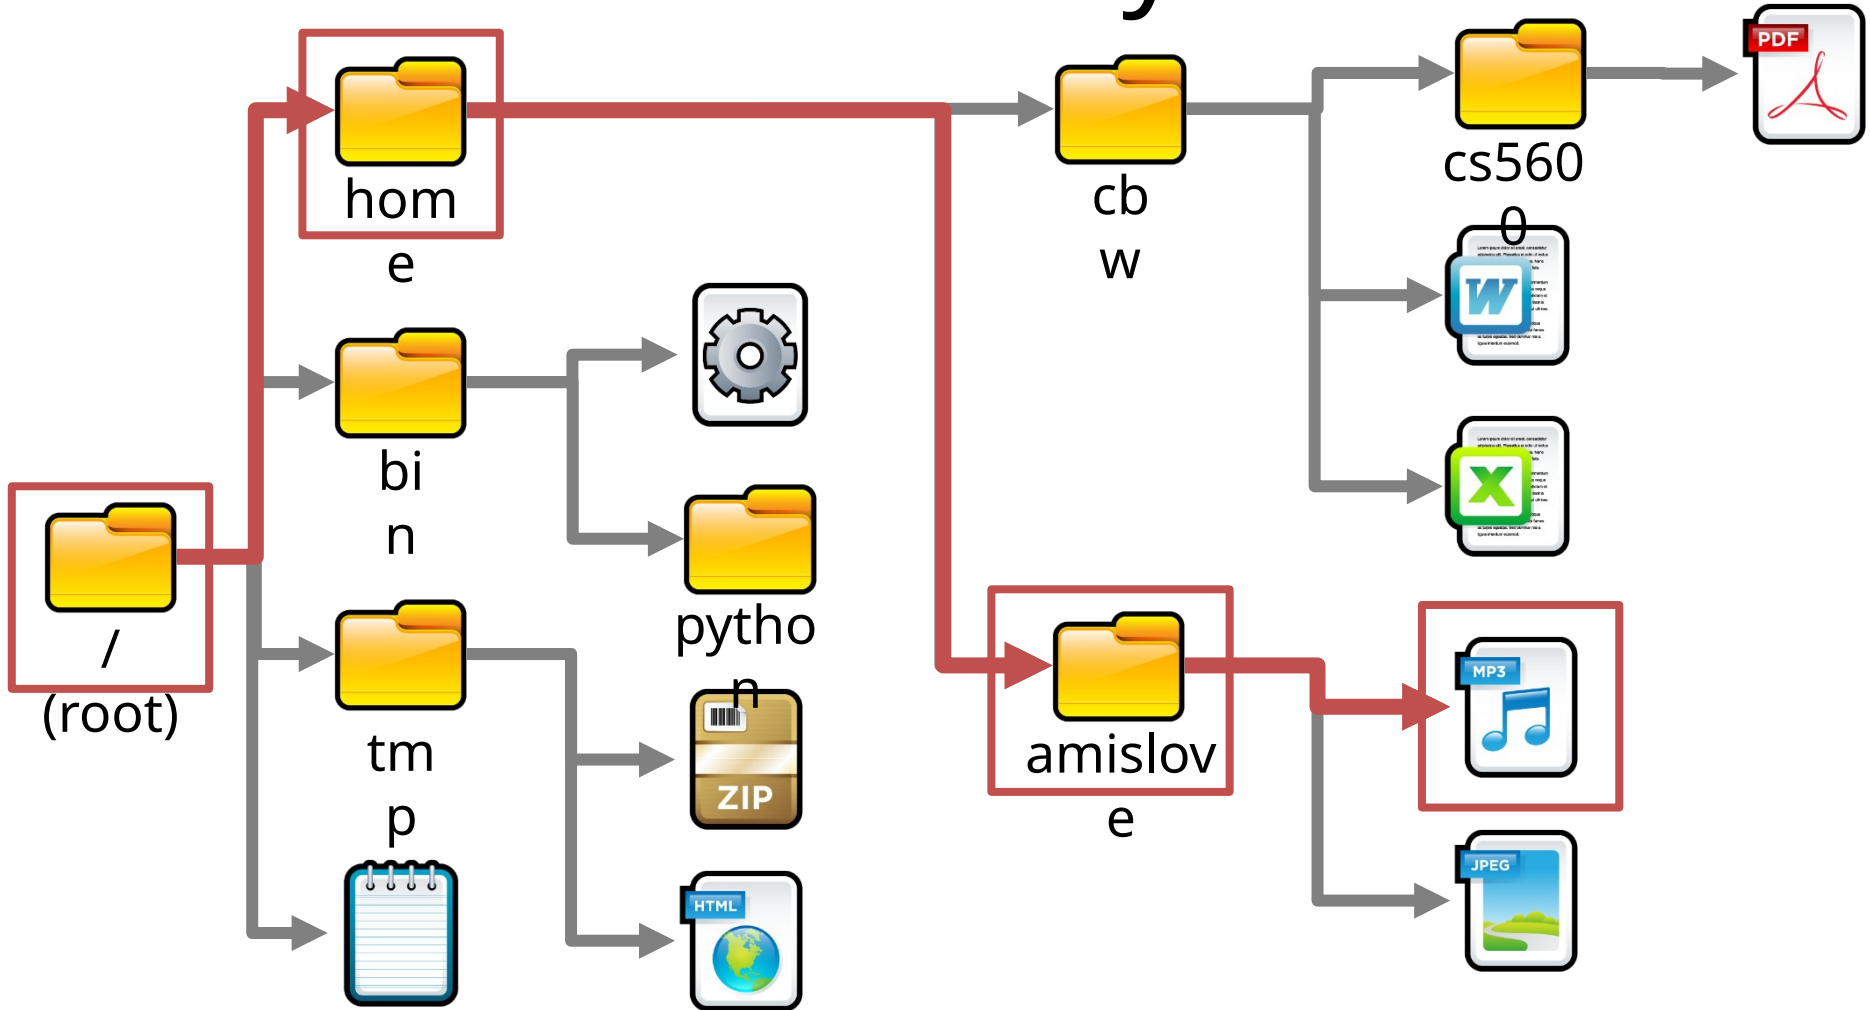 y
hom
e
cb
w
cs560
0
PDF
W
bi
n
X
/
(root)
pytho
n
tm
p
ZIP
HTML
amislov
e
MP3
JPEG